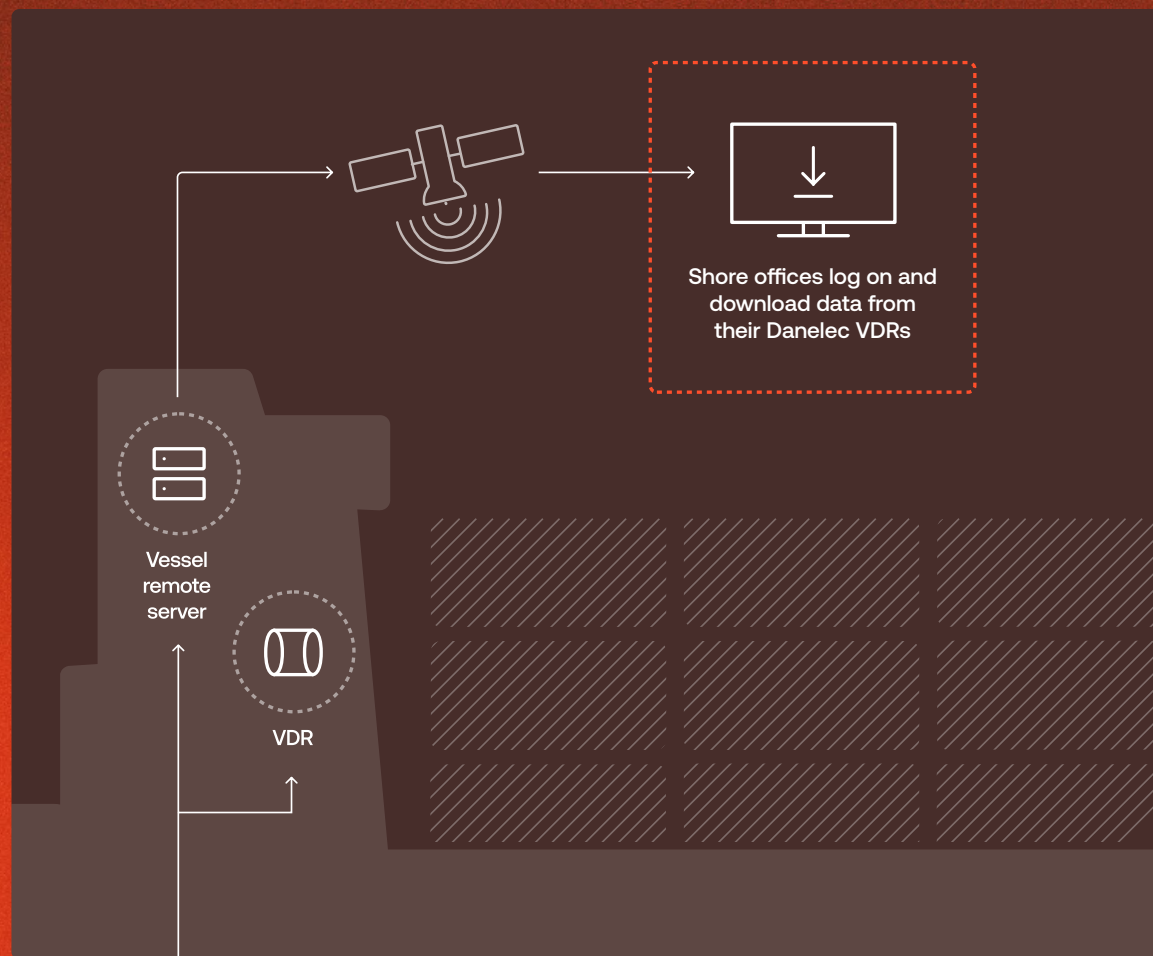 Shore offices log on and
download data from
their Danelec VDRs
Vessel
remote
server
VDR